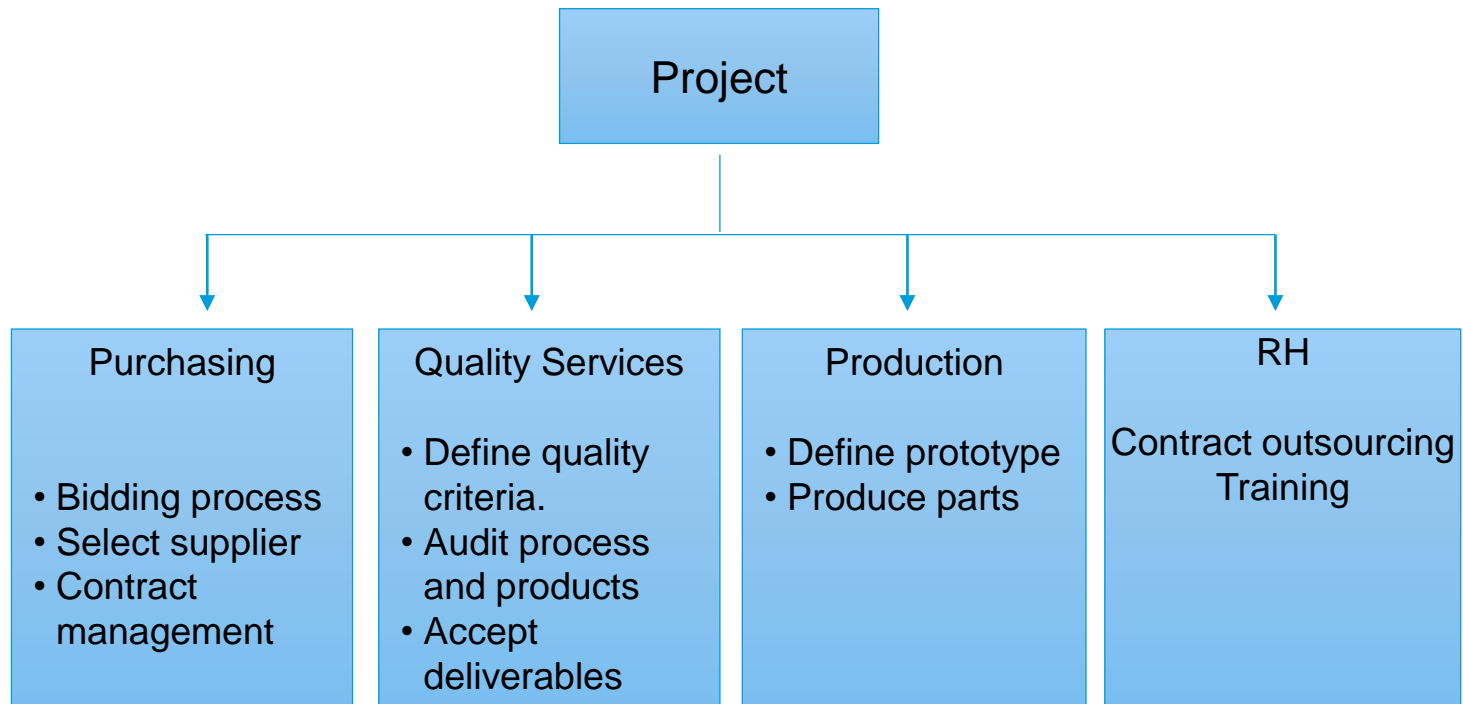 Project
Purchasing
• Bidding process
• Select supplier
• Contract
management
Quality Services
• Define quality
criteria.
• Audit process
and products
• Accept
deliverables
Production
• Define prototype
• Produce parts
RH
Contract outsourcing
Training